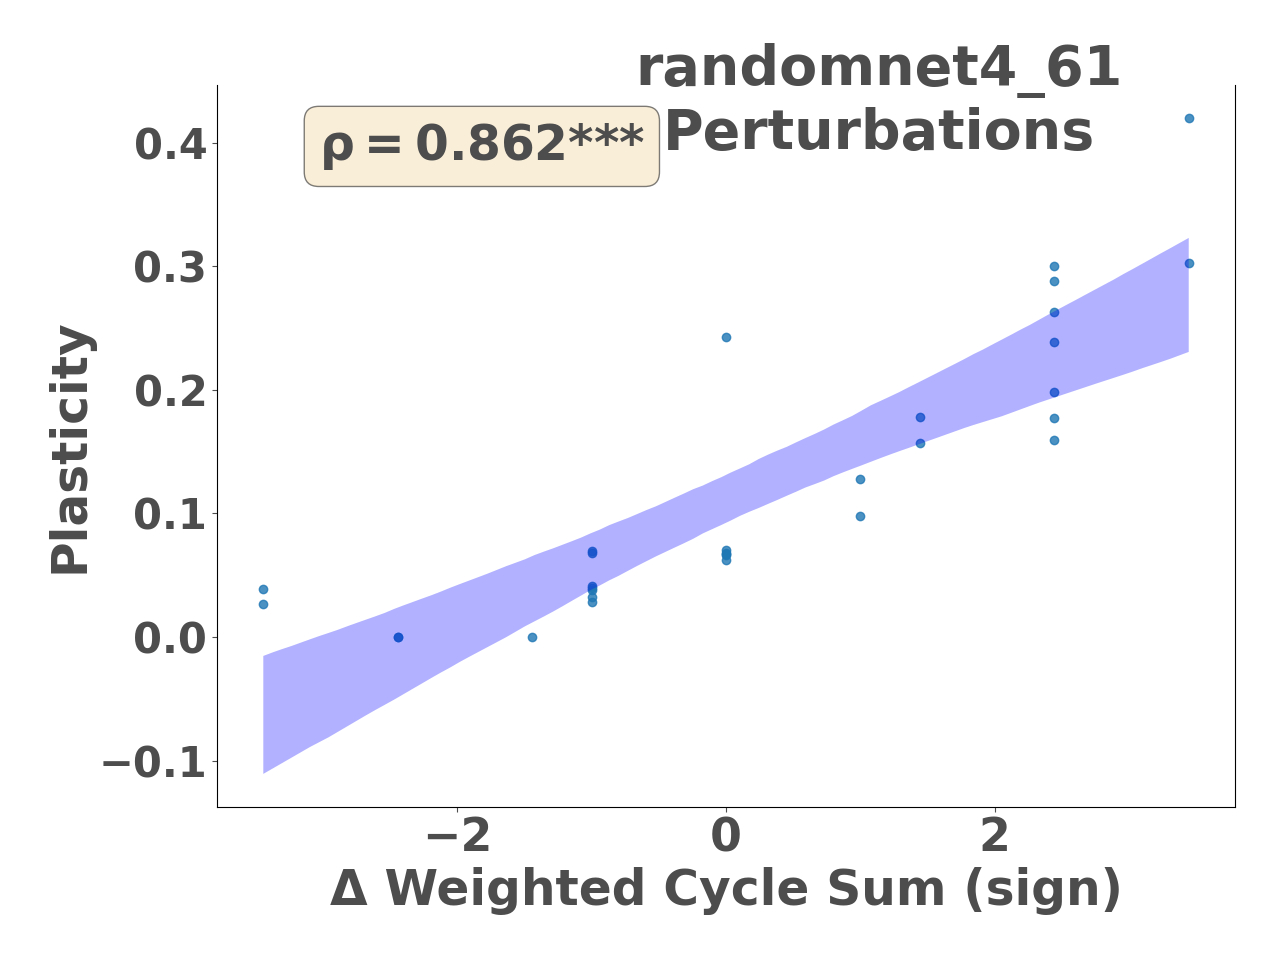 randomnet4_61
Perturbations
ρ = 0.862***
0.4
0.3
0.2
0.1
0.0
−0.1
Plasticity
−2 0 2
Δ Weighted Cycle Sum (sign)